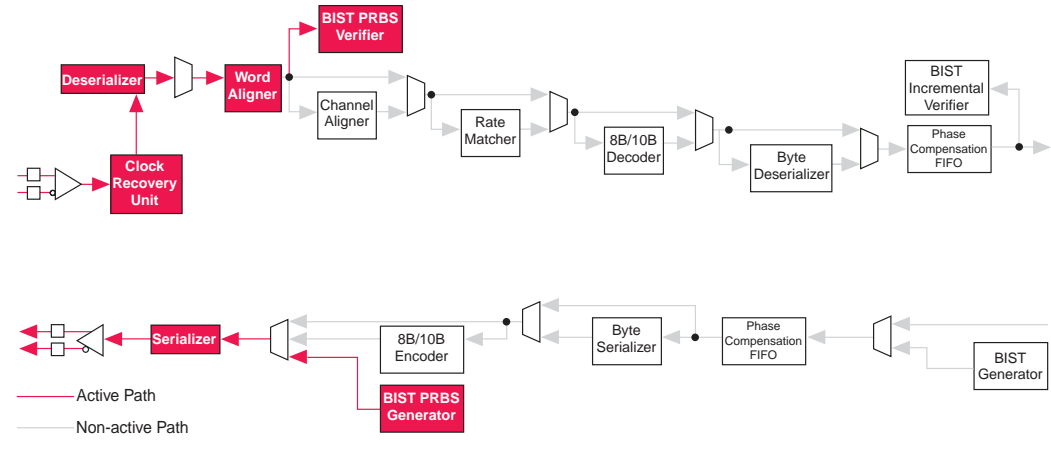 BIST PRBS
Verifier
Deserializer
Word
Aligner
Channel
Aligner
Rate
Matcher
8B/10B
Decoder
Byte
Deserializer
BIST
Incremental
Verifier
Phase
Compensation
FIFO
Clock
Recovery
Unit
Serializer
8B/10B
Encoder
BIST PRBS
Generator
Byte
Serializer
Phase
Compensation
FIFO
BIST
Generator
Active Path
Non-active Path